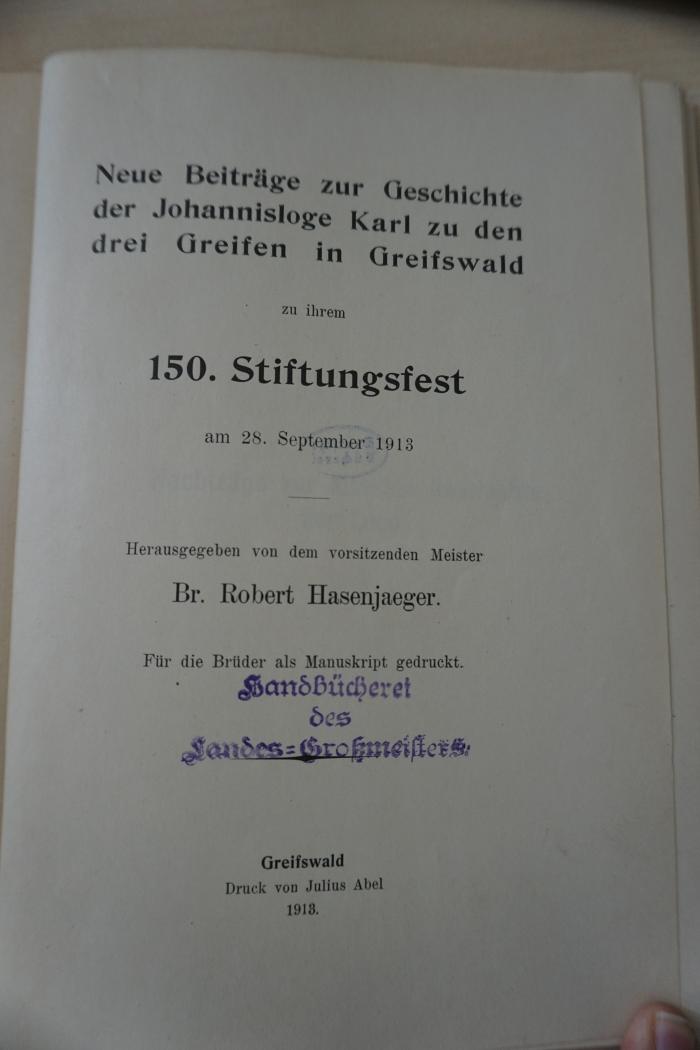 Neue Beiträge zur Geschichte
der Johannisloge Karl zu den
drei Greifen in Greifswald
zu ihrem
150. Stiftungsfest
am 28. September 1913
Herausgegeben von dem vorsitzenden Meister
Br. Robert Hasenjaeger.
Für die Brüder als Manuskript gedruckt.
Handbücherei
des
Landes=Großmeisters.
Greifswald
Druck von Julius Abel
1913.